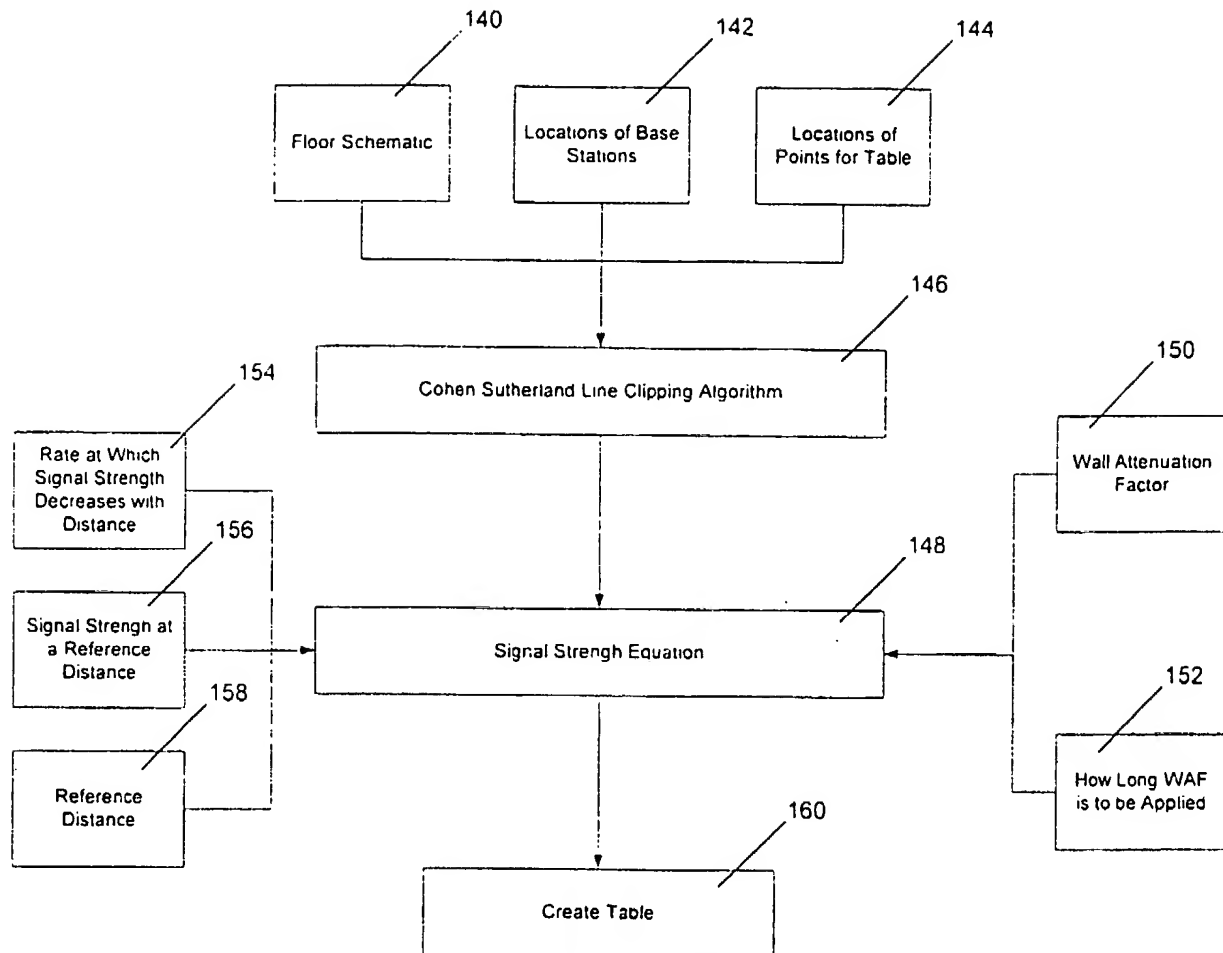 140
142
144
Floor Schematic
Locations of Base
Stations
Locations of
Points for Table
146
Cohen Sutherland Line Clipping Algorithm
154
Rate at Which
Signal Strength
Decreases with
Distance
150
Wall Attenuation
Factor
156
Signal Strengh at
a Reference
Distance
148
Signal Strengh Equation
158
Reference
Distance
152
How Long WAF
is to be Applied
160
Create Table